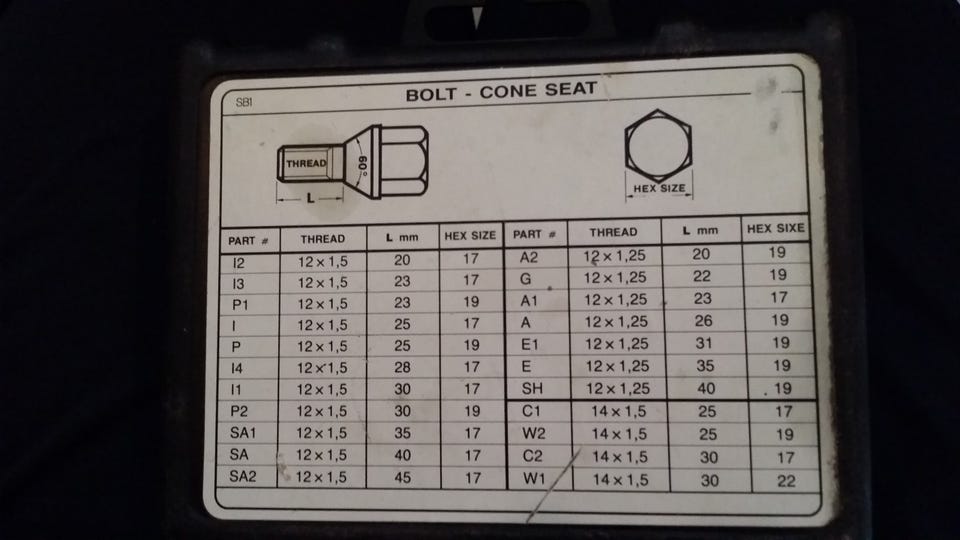 SB1
BOLT - CONE SEAT
THREAD
60°
L
HEX SIZE
PART # THREAD L mm HEX SIZE PART # THREAD L mm HEX SIXE
I2 12 x 1,5 20 17 A2 12 x 1,25 20 19
I3 12 x 1,5 23 17 G 12 x 1,25 22 19
P1 12 x 1,5 23 19 A1 12 x 1,25 23 17
I 12 x 1,5 25 17 A 12 x 1,25 26 19
P 12 x 1,5 25 19 E1 12 x 1,25 31 19
I4 12 x 1,5 28 17 E 12 x 1,25 35 19
I1 12 x 1,5 30 17 SH 12 x 1,25 40 19
P2 12 x 1,5 30 19 C1 14 x 1,5 25 17
SA1 12 x 1,5 35 17 W2 14 x 1,5 25 19
SA 12 x 1,5 40 17 C2 14 x 1,5 30 17
SA2 12 x 1,5 45 17 W1 14 x 1,5 30 22